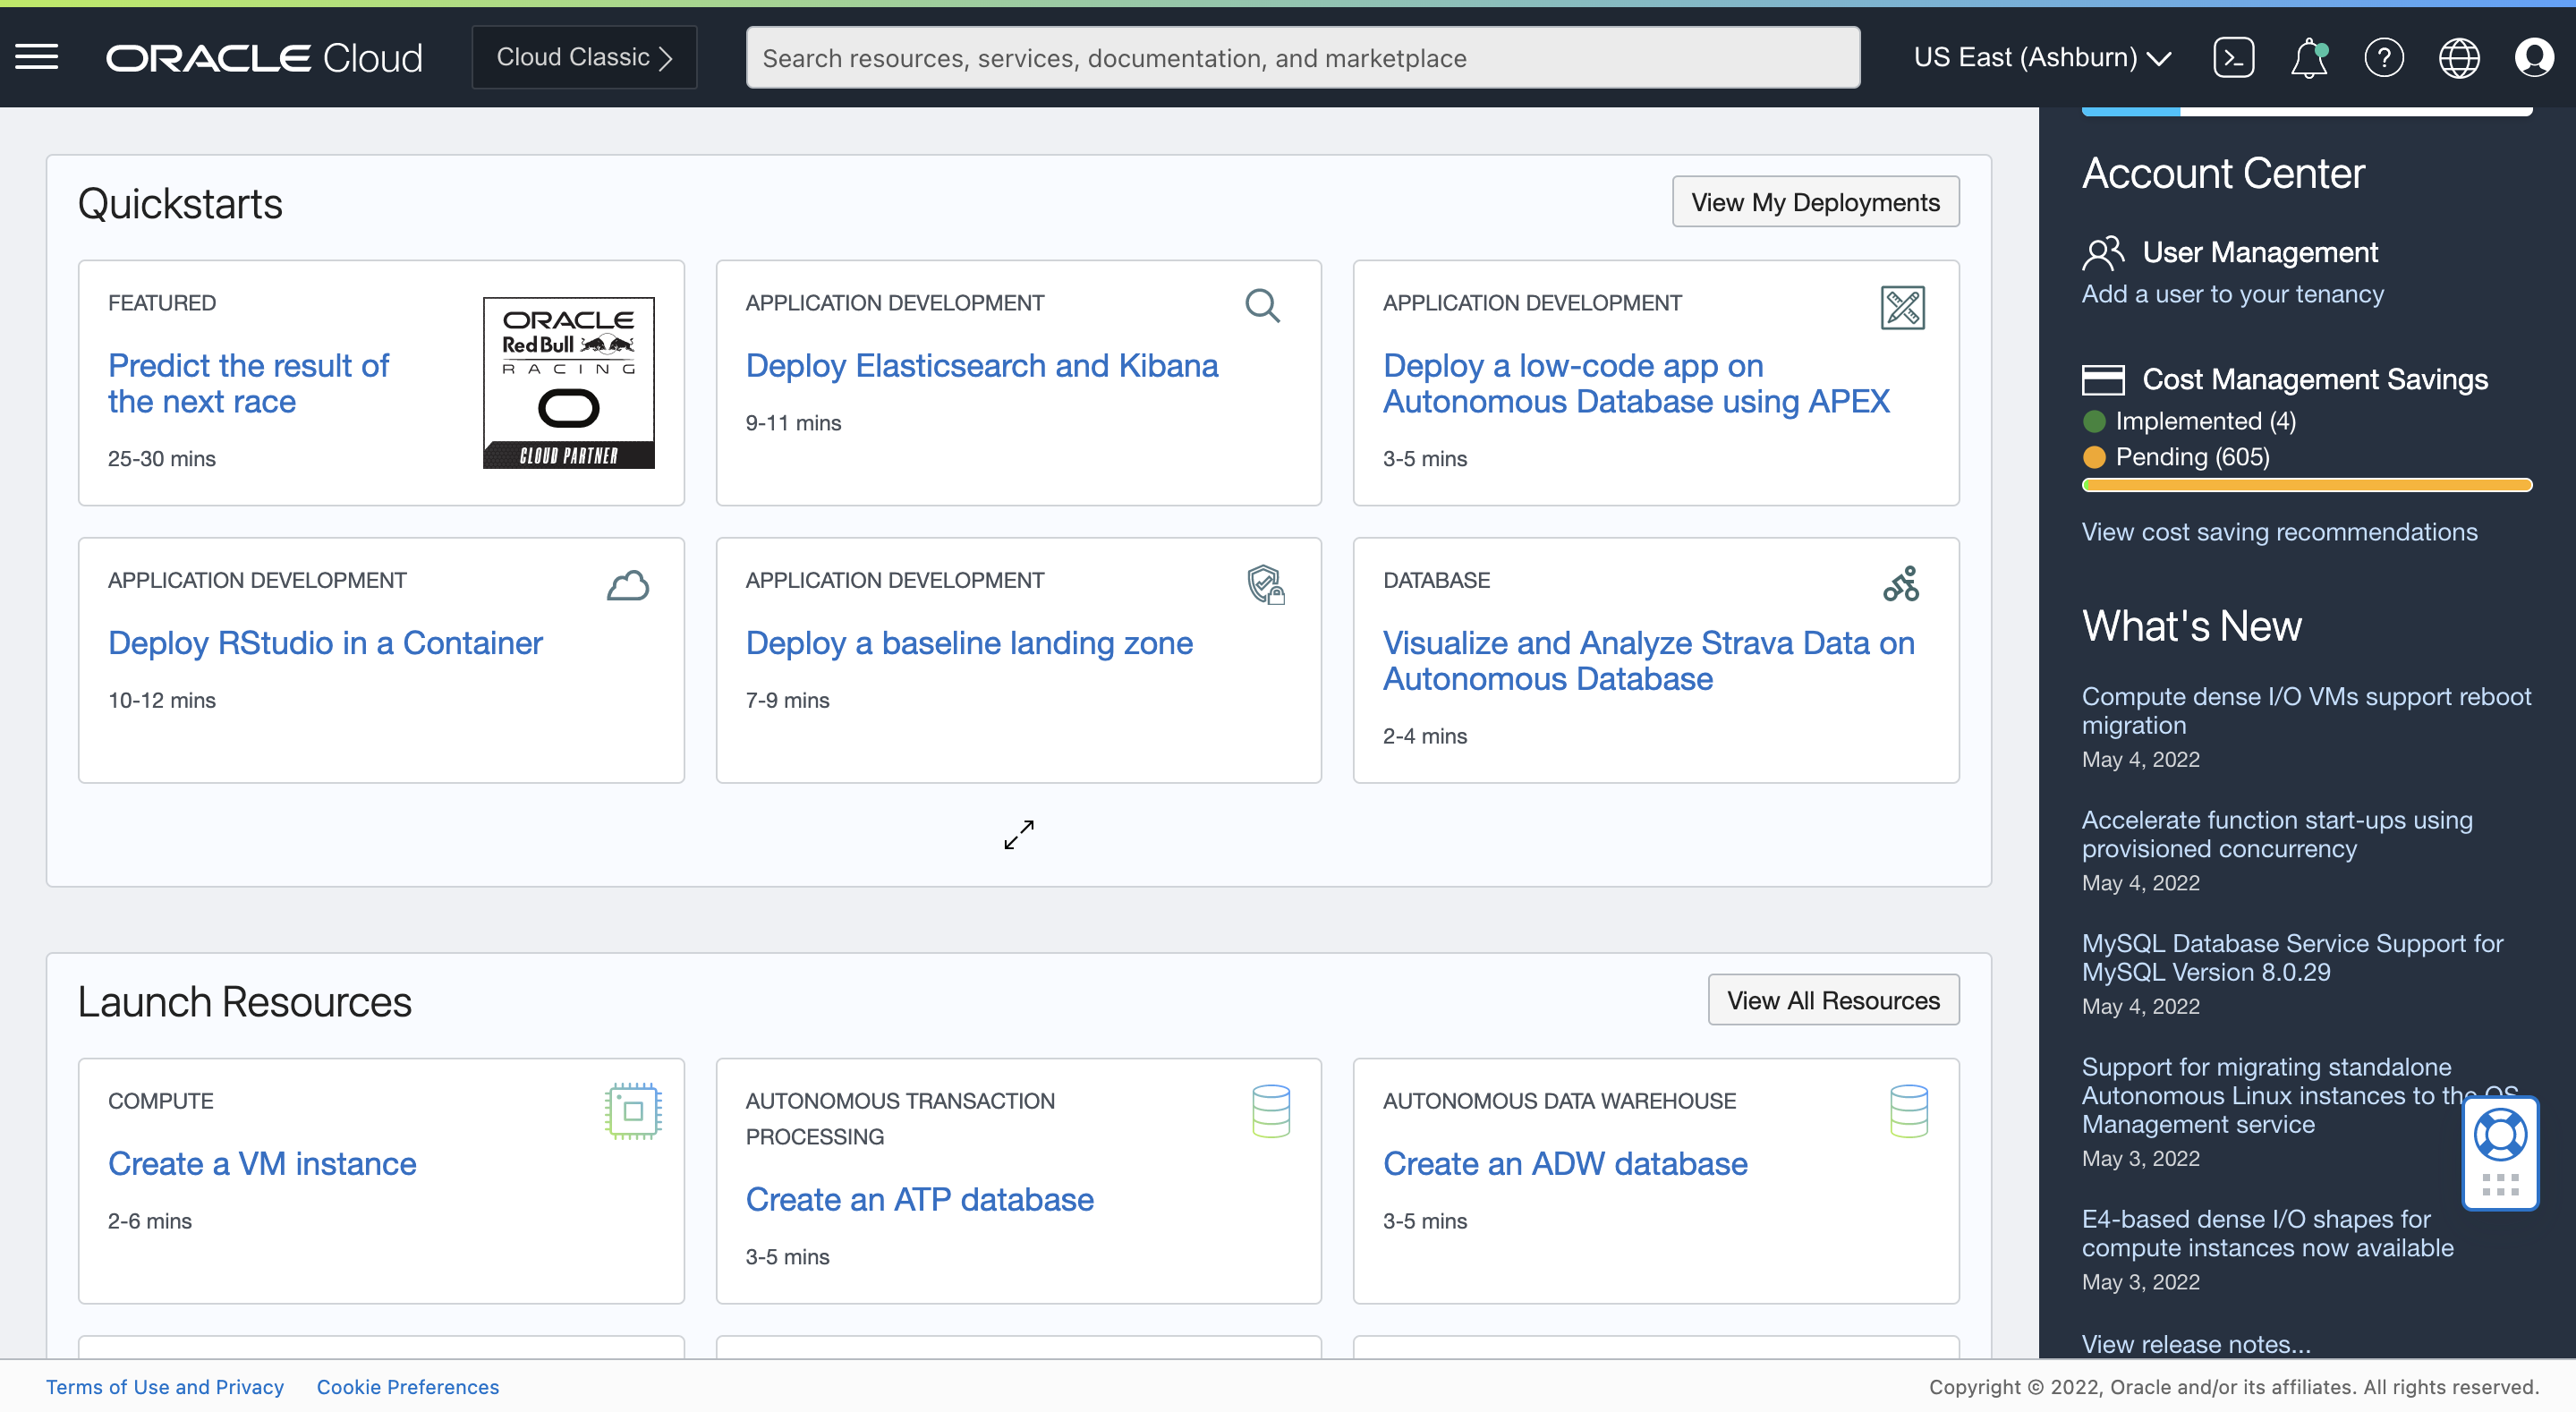 ORACLE Cloud
Cloud Classic
Search resources, services, documentation, and marketplace
US East (Ashburn)
Quickstarts
View My Deployments
FEATURED
Predict the result of
the next race
25-30 mins
ORACLE
Red Bull
RACING
CLOUD PARTNER
APPLICATION DEVELOPMENT
Deploy Elasticsearch and Kibana
9-11 mins
APPLICATION DEVELOPMENT
Deploy a low-code app on
Autonomous Database using APEX
3-5 mins
APPLICATION DEVELOPMENT
Deploy RStudio in a Container
10-12 mins
APPLICATION DEVELOPMENT
Deploy a baseline landing zone
7-9 mins
DATABASE
Visualize and Analyze Strava Data on
Autonomous Database
2-4 mins
Launch Resources
View All Resources
COMPUTE
Create a VM instance
2-6 mins
AUTONOMOUS TRANSACTION
PROCESSING
Create an ATP database
3-5 mins
AUTONOMOUS DATA WAREHOUSE
Create an ADW database
3-5 mins
Account Center
User Management
Add a user to your tenancy
Cost Management Savings
Implemented (4)
Pending (605)
View cost saving recommendations
What's New
Compute dense I/O VMs support reboot
migration
May 4, 2022
Accelerate function start-ups using
provisioned concurrency
May 4, 2022
MySQL Database Service Support for
MySQL Version 8.0.29
May 4, 2022
Support for migrating standalone
Autonomous Linux instances to the OS
Management service
May 3, 2022
E4-based dense I/O shapes for
compute instances now available
May 3, 2022
View release notes...
Terms of Use and Privacy
Cookie Preferences
Copyright © 2022, Oracle and/or its affiliates. All rights reserved.